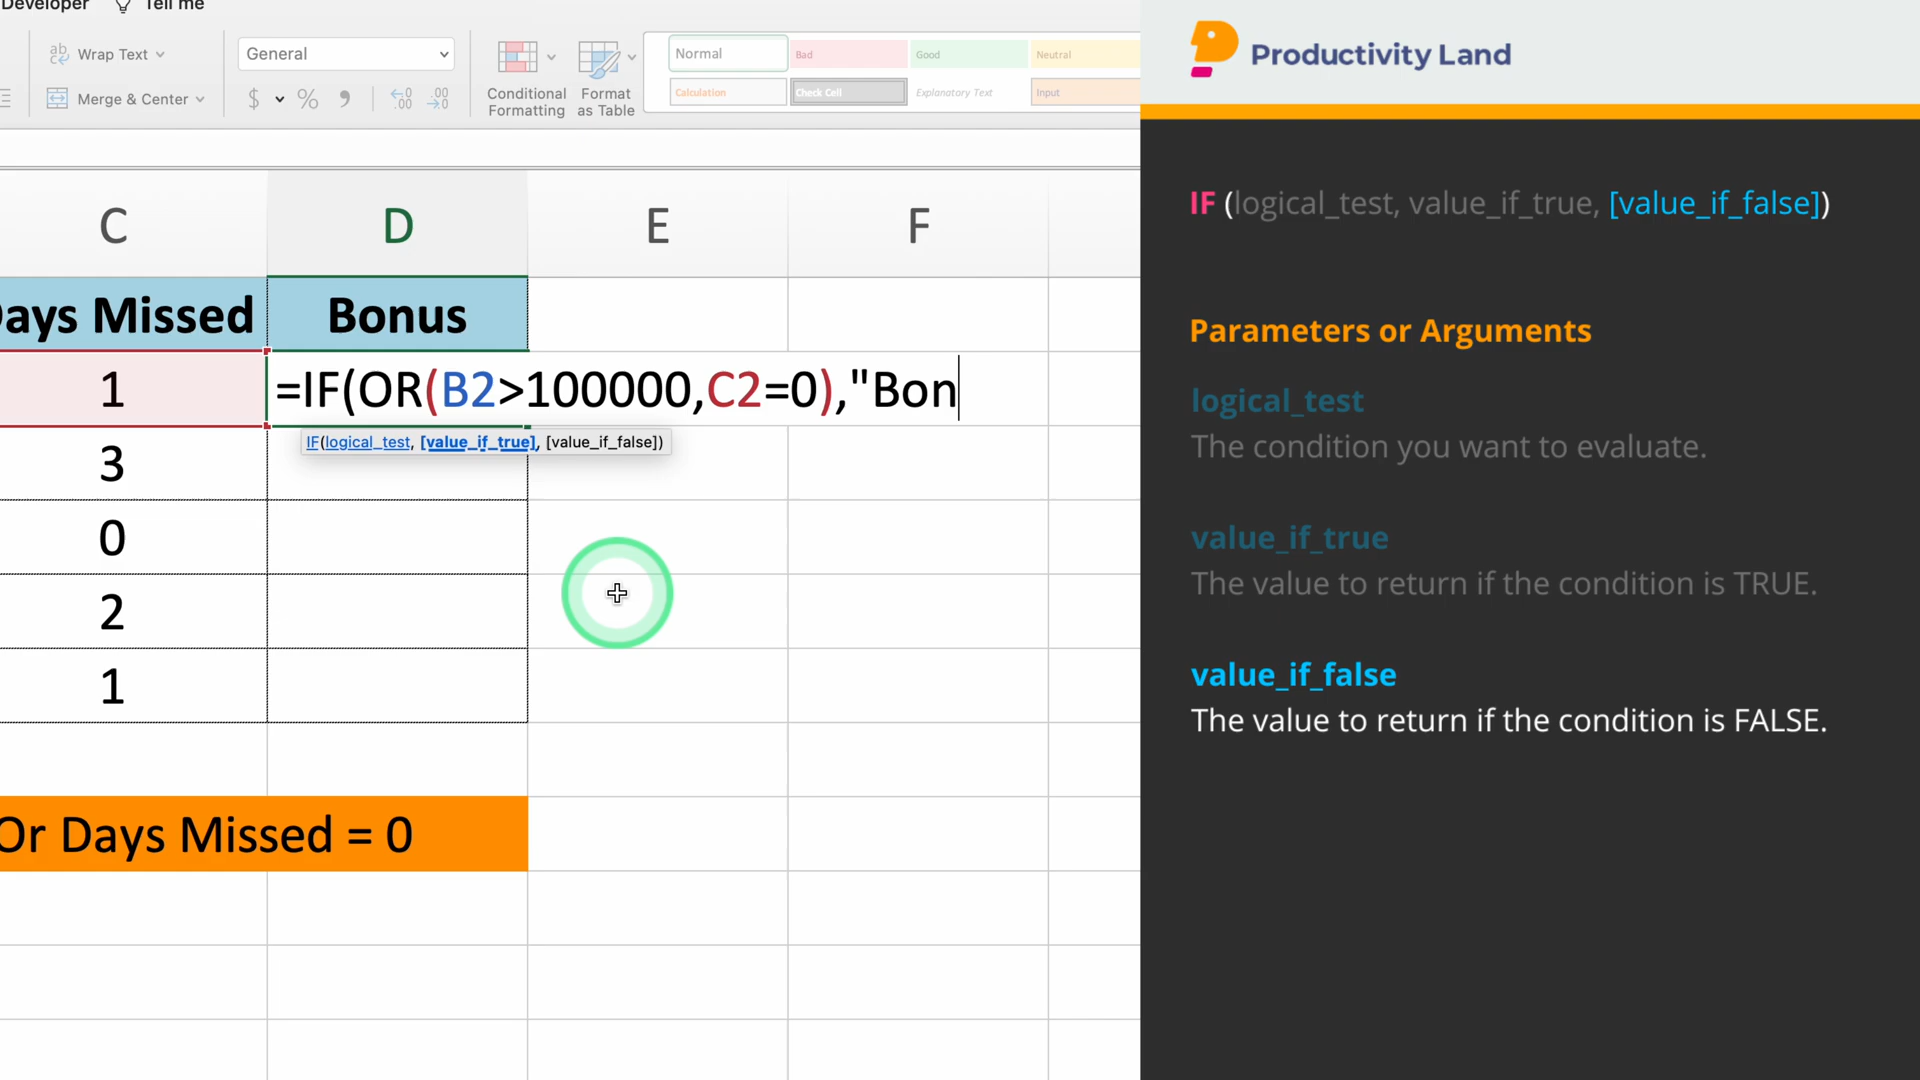 Developer
Tell me
Wrap Text
General
Merge & Center
$ % ,
.00
.00
Conditional
Formatting
Format
as Table
Normal
Bad
Good
Neutral
Calculation
Check Cell
Explanatory Text
Input
C
D
E
F
Days Missed
Bonus
1
=IF(OR(B2>100000,C2=0),"Bon
IF(logical_test, [value_if_true], [value_if_false])
3
0
2
1
Or Days Missed = 0
Productivity Land
IF (logical_test, value_if_true, [value_if_false])
Parameters or Arguments
logical_test
The condition you want to evaluate.
value_if_true
The value to return if the condition is TRUE.
value_if_false
The value to return if the condition is FALSE.